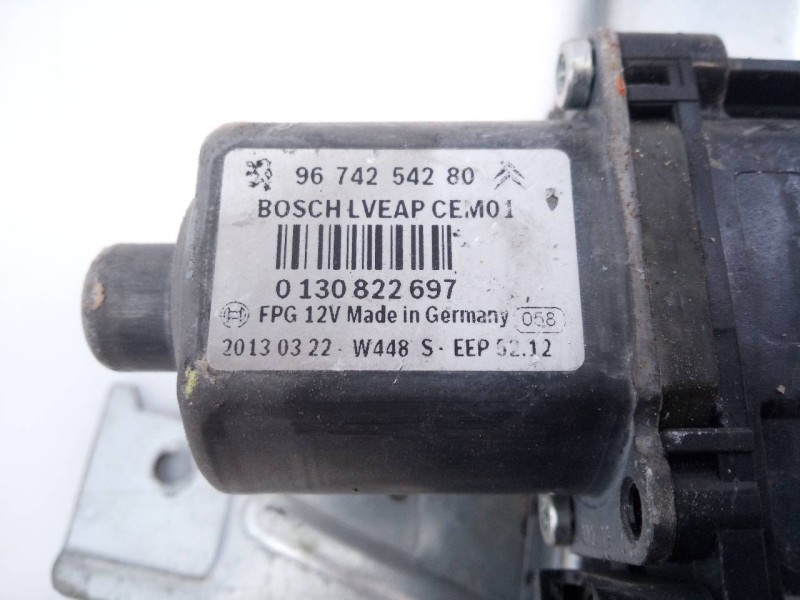 96 742 542 80
BOSCH LVEAP CEM01
0 130 822 697
FPG 12V Made in Germany 058
2013 03 22 - W448 S - EEP 52.12